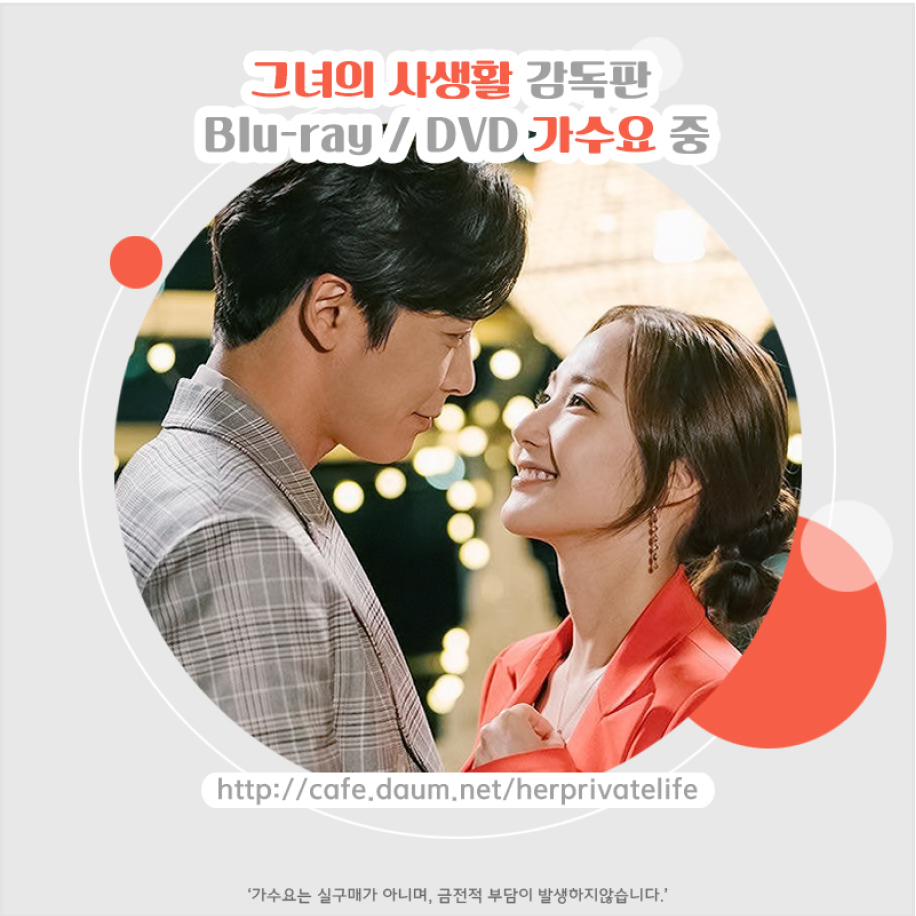 그녀의 사생활 감독판
Blu-ray / DVD 가수요 중
http://cafe.daum.net/herprivatelife
‘가수요는 실구매가 아니며, 금전적 부담이 발생하지않습니다.’